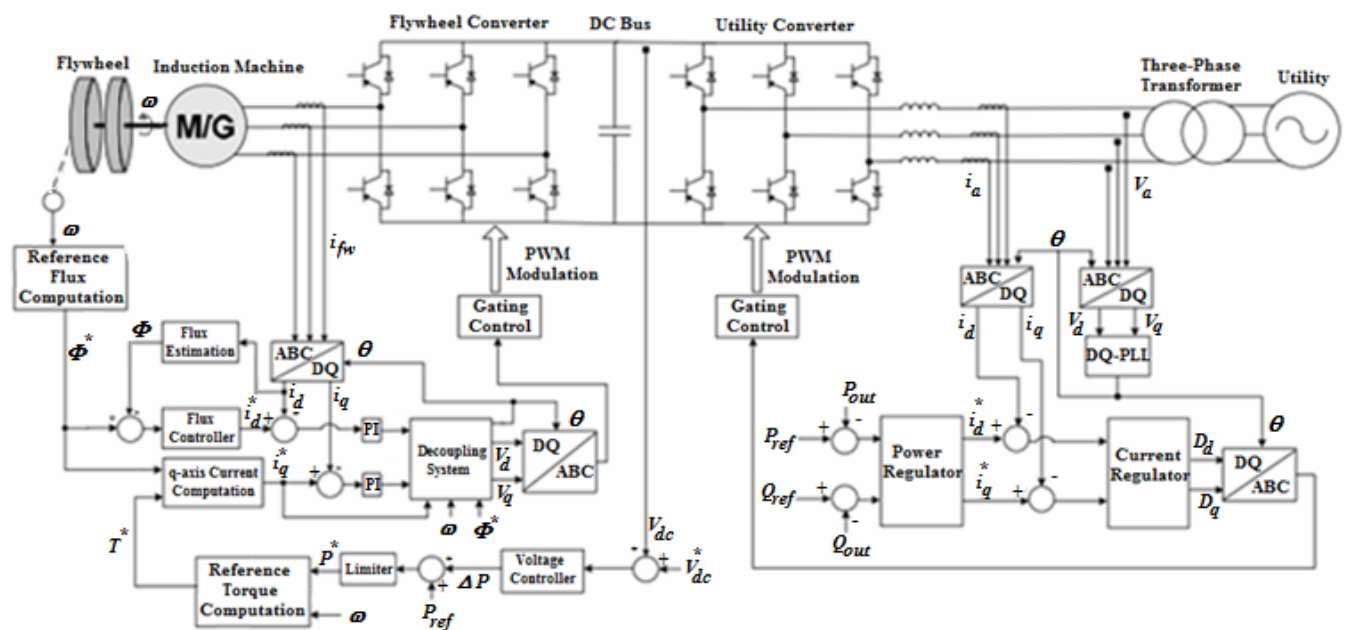 Flywheel Converter
DC Bus
Utility Converter
Flywheel
Induction Machine
Three-Phase
Transformer
Utility
ϖ
M/G
i_a
V_a
ϖ
i_fw
PWM
Modulation
PWM
Modulation
θ
Reference
Flux
Computation
ABC
DQ
ABC
DQ
Gating
Control
Gating
Control
i_d
i_q
V_d
V_q
Φ*
Φ
Flux
Estimation
ABC
DQ
θ
DQ-PLL
i_d
i_q
i_d*
+
-
-
-
Flux
Controller
PI
Decoupling
System
V_d
V_q
θ
DQ
ABC
P_out
P_ref
+
-
Power
Regulator
i_d*
+
-
Current
Regulator
D_d
D_q
θ
DQ
ABC
q-axis Current
Computation
i_q*
+
-
PI
Q_ref
+
-
Q_out
i_q*
+
-
ϖ
Φ*
T*
V_dc
Reference
Torque
Computation
P*
Limiter
-
+
ΔP
Voltage
Controller
-
+
V_dc*
P_ref
ϖ